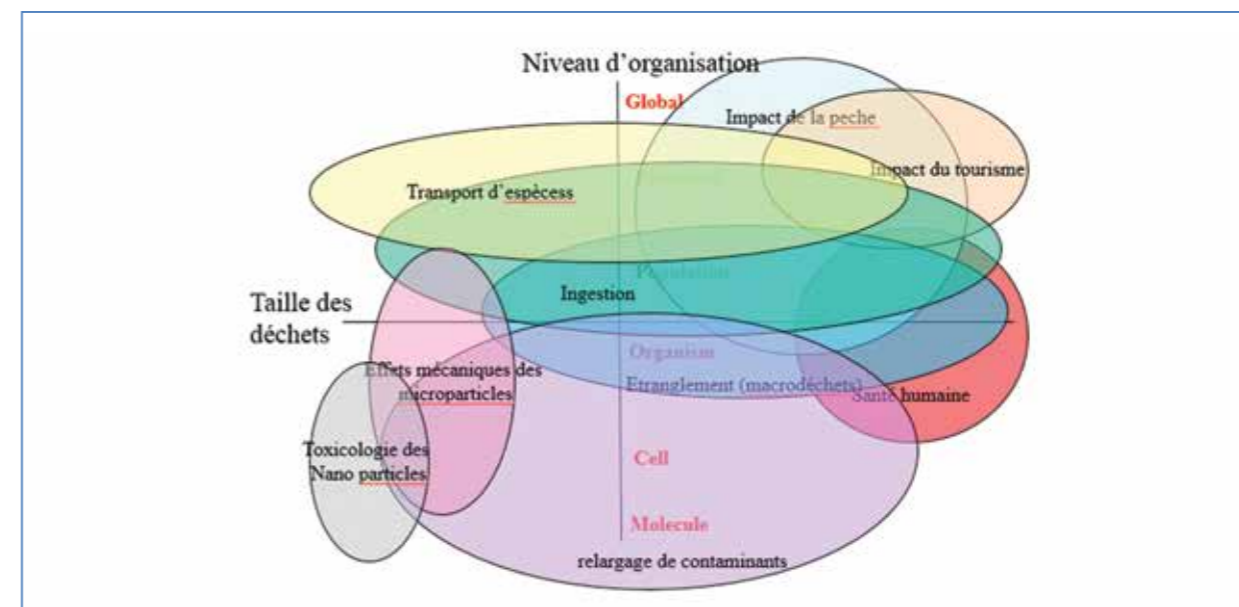 Niveau d'organisation
Global
Impact de la peche
Impact du tourisme
Transport d'espècess
Population
Ingestion
Taille des
déchets
Organism
Effets mécaniques des
microparticles
Etranglement (macrodéchets)
Santé humaine
Toxicologie des
Nano particles
Cell
Molecule
relargage de contaminants